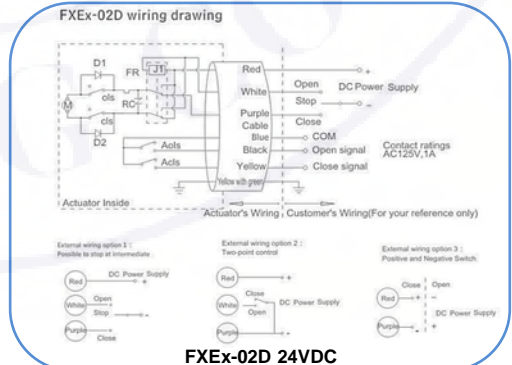 FXEx-02D wiring drawing
D1
FR
J1
ols
M
RC
cls
D2
Acls
Acls
Actuator Inside
Red
White
Purple
Cable
Blue
Black
Yellow
Yellow with green
Open
Stop
Close
+
-
DC Power Supply
COM
Open signal
Close signal
Contact ratings
AC125V,1A
Actuator's Wiring
Customer's Wiring(For your reference only)
External wiring option 1 :
Possible to stop at intermediate
DC Power Supply
Red
+
White
Open
Stop
-
Purple
Close
External wiring option 2 :
Two-point control
Red
+
White
Close
Open
DC Power Supply
Purple
-
External wiring option 3 :
Positive and Negative Switch
Close
Open
Red
+
-
DC Power Supply
Purple
-
+
FXEx-02D 24VDC